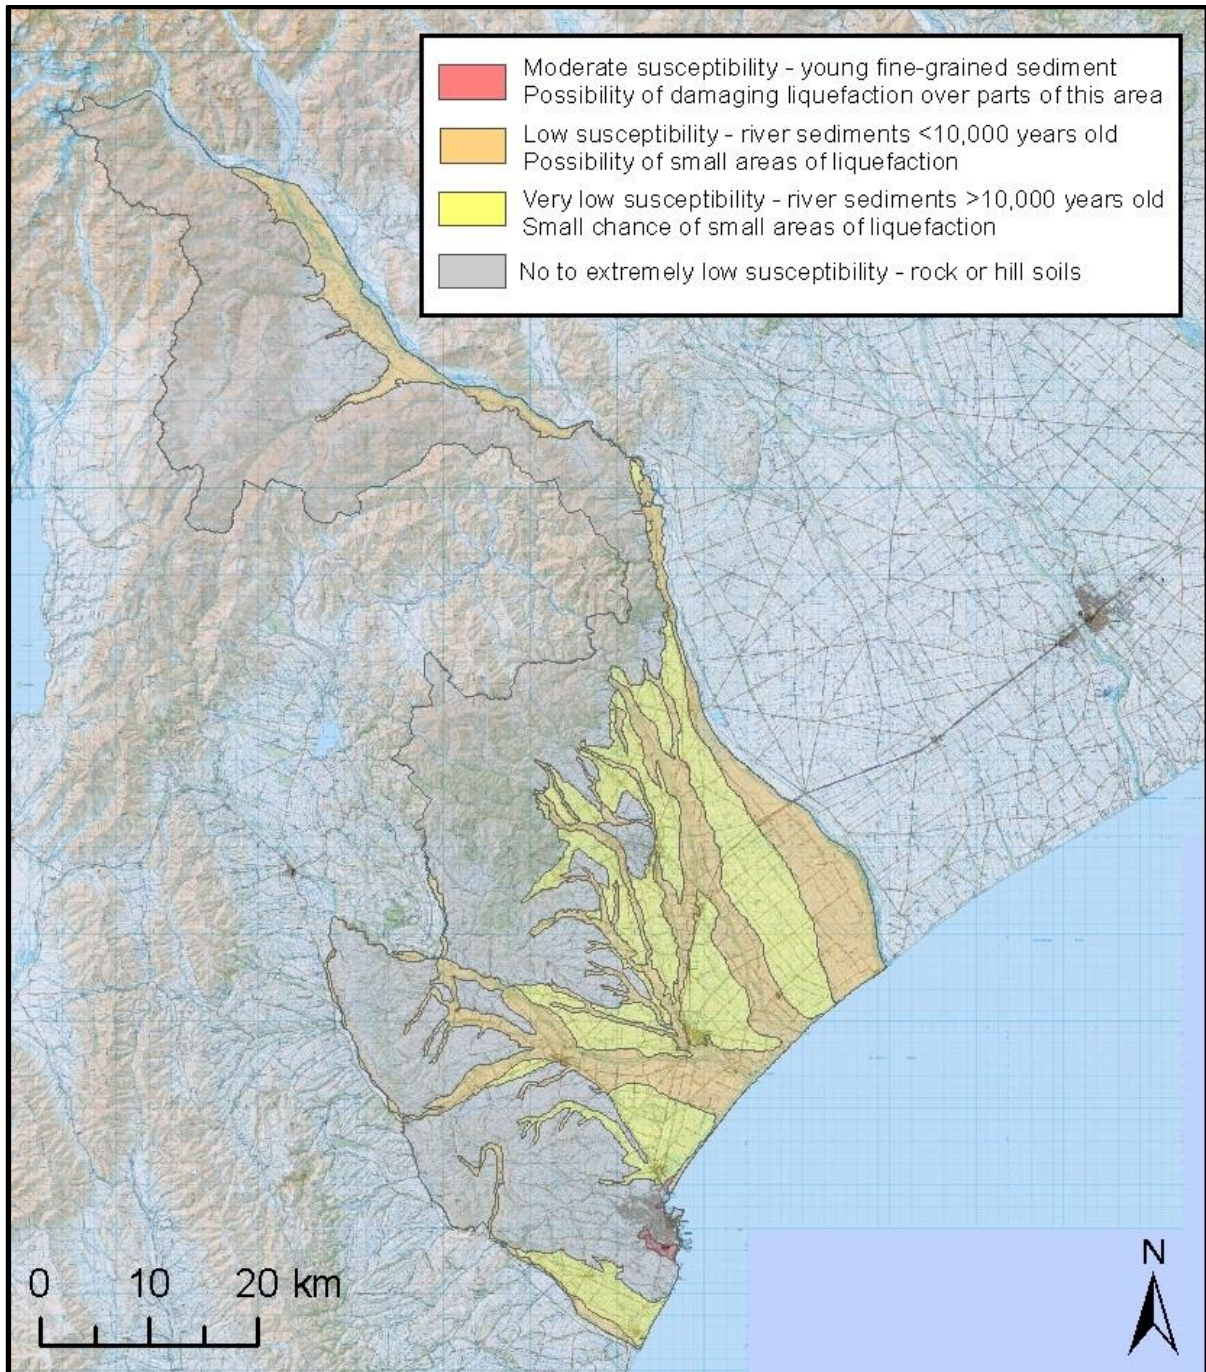 Moderate susceptibility - young fine-grained sediment
Possibility of damaging liquefaction over parts of this area
Low susceptibility - river sediments <10,000 years old
Possibility of small areas of liquefaction
Very low susceptibility - river sediments >10,000 years old
Small chance of small areas of liquefaction
No to extremely low susceptibility - rock or hill soils
N
0 10 20 km